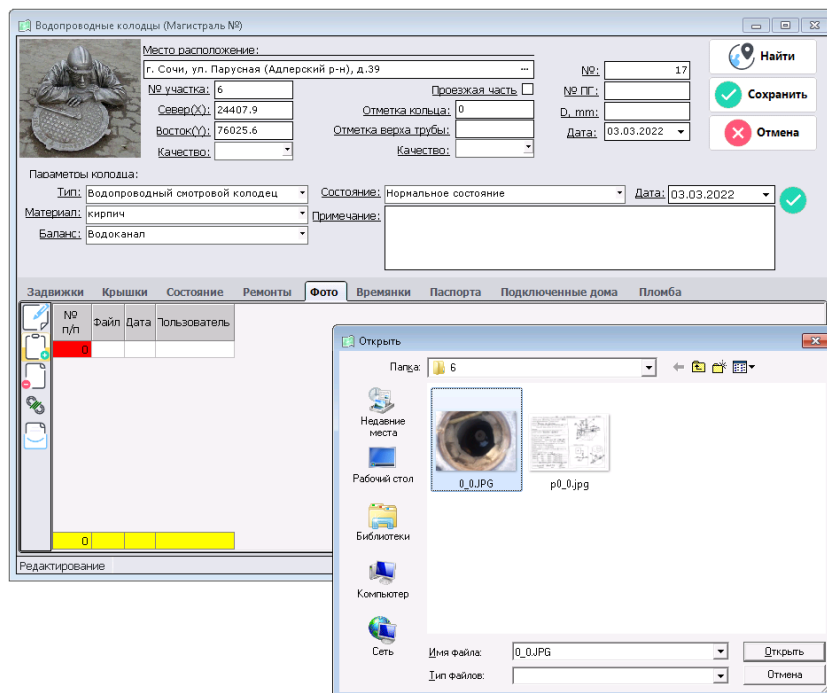 Водопроводные колодцы (Магистраль №)
Место расположение:
г. Сочи, ул. Парусная (Адлерский р-н), д.39 ...
№ участка: 6
Проезжая часть
Север(X): 24407.9
Отметка кольца: 0
Восток(Y): 76025.6
Отметка верха трубы:
Качество:
Качество:
№: 17
№ ПГ:
D, mm:
Дата: 03.03.2022
Найти
Сохранить
Отмена
Параметры колодца:
Тип: Водопроводный смотровой колодец
Состояние: Нормальное состояние
Дата: 03.03.2022
Материал: кирпич
Примечание:
Баланс: Водоканал
Задвижки Крышки Состояние Ремонты Фото Времянки Паспорта Подключенные дома Пломба
№ п/п Файл Дата Пользователь
0
0
Редактирование
Открыть
Папка: 6
Недавние места
Рабочий стол
Библиотеки
Компьютер
Сеть
0_0.JPG
p0_0.jpg
Имя файла: 0_0.JPG
Открыть
Тип файлов:
Отмена